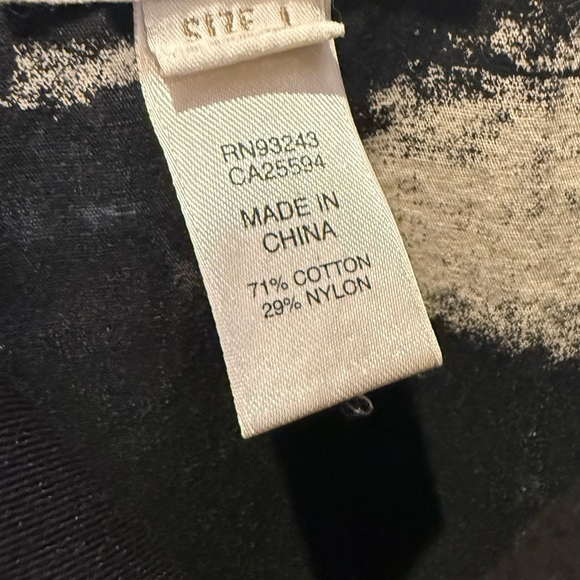 SIZE
RN93243
CA25594
MADE IN
CHINA
71% COTTON
29% NYLON